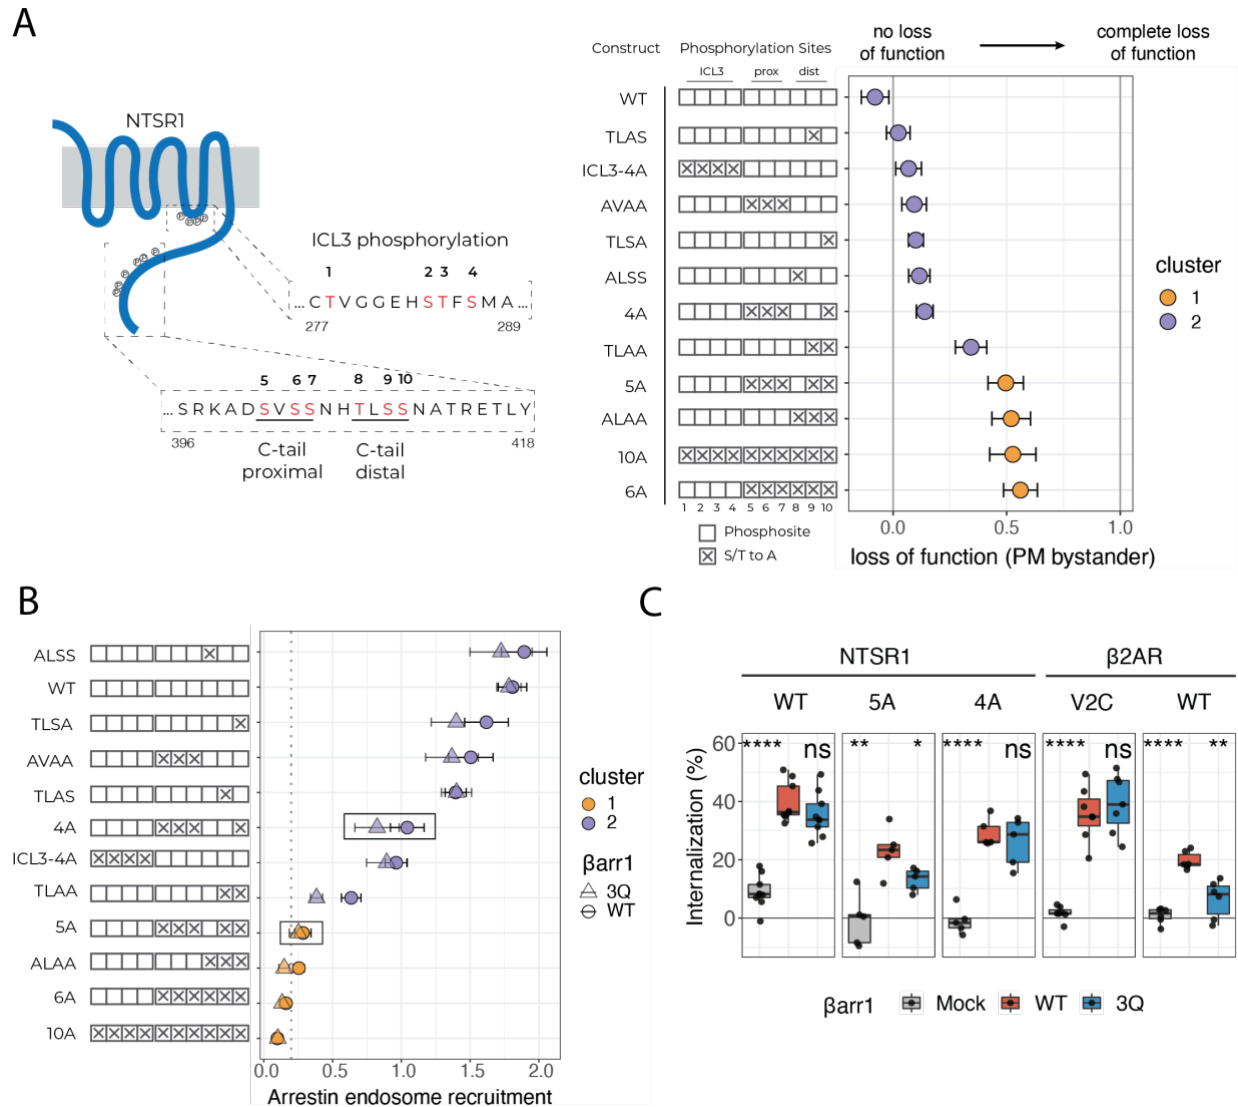 A
NTSR1
ICL3 phosphorylation
1 2 3 4
...CTVGGEHSTFSMA...
277 289
5 6 7 8 9 10
...SRKADSVSSNHTLSSNATRETLY
396 418
C-tail proximal
C-tail distal
no loss of function
complete loss of function
Construct Phosphorylation Sites
ICL3 prox dist
WT
TLAS
ICL3-4A
AVAA
TLSA
ALSS
4A
TLAA
5A
ALAA
10A
6A
1 2 3 4 5 6 7 8 9 10
Phosphosite
S/T to A
0.0 0.5 1.0
loss of function (PM bystander)
cluster
1
2
B
ALSS
WT
TLSA
AVAA
TLAS
4A
ICL3-4A
TLAA
5A
ALAA
6A
10A
0.0 0.5 1.0 1.5 2.0
Arrestin endosome recruitment
cluster
1
2
βarr1
3Q
WT
C
NTSR1 β2AR
WT 5A 4A V2C WT
Internalization (%)
60
40
20
0
**** ns ** * **** ns **** ns **** **
βarr1 Mock WT 3Q